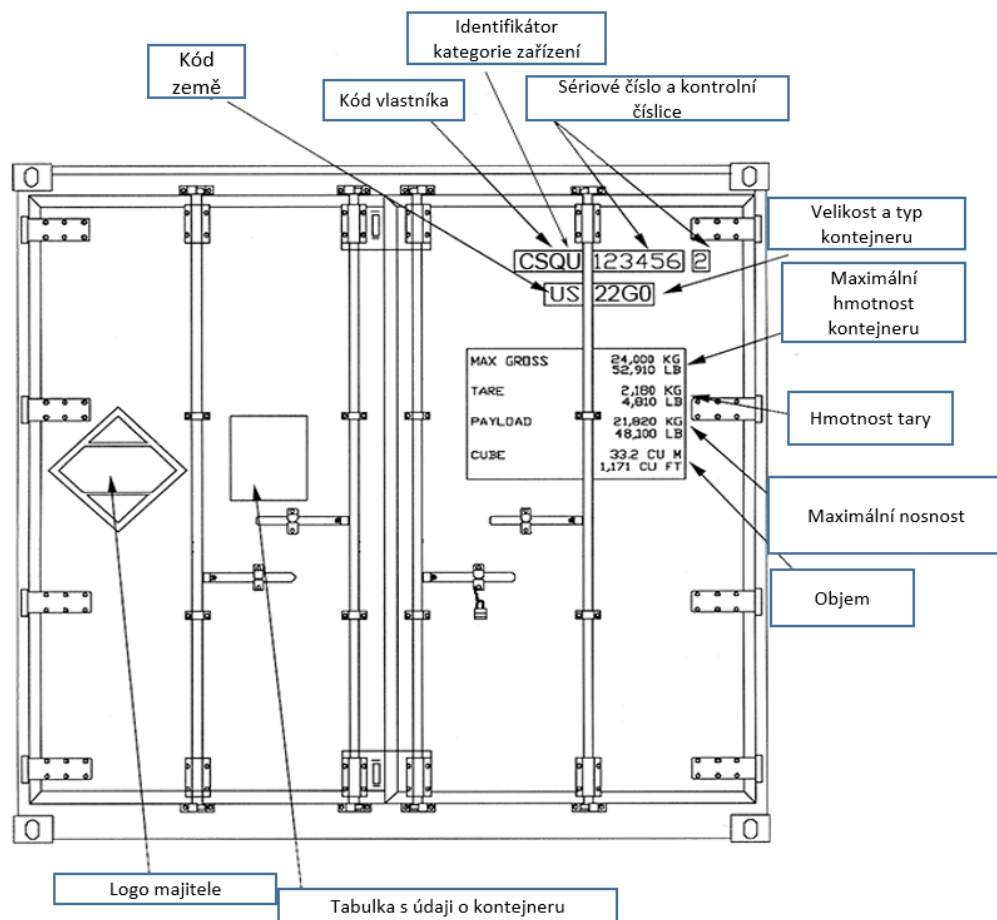 Identifikátor
kategorie zařízení
Kód
země
Kód vlastníka
Sériové číslo a kontrolní
číslice
Velikost a typ
kontejneru
CSQU 123456 2
US 22G0
Maximální
hmotnost
kontejneru
MAX GROSS 24,000 KG
52,910 LB
TARE 2,180 KG
4,810 LB
PAYLOAD 21,820 KG
48,100 LB
CUBE 33.2 CU M
1,171 CU FT
Hmotnost tary
Maximální nosnost
Objem
Logo majitele
Tabulka s údaji o kontejneru